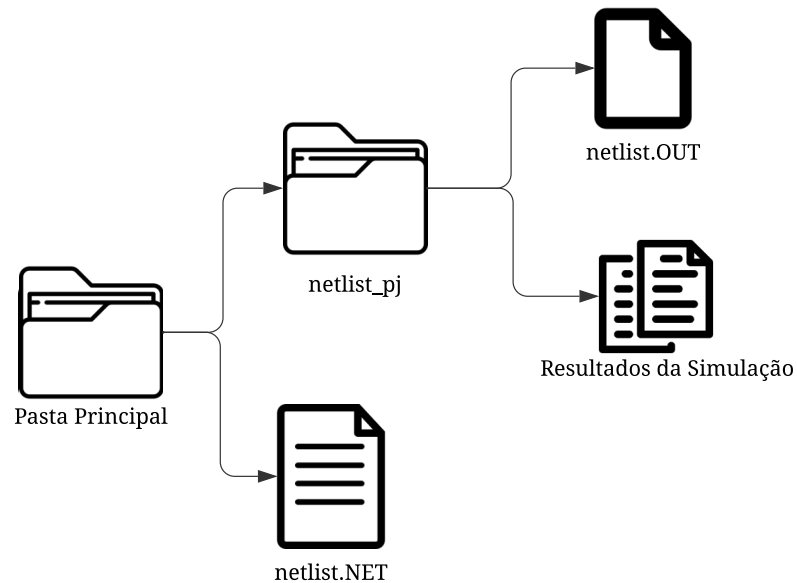 netlist.OUT
netlist_pj
Resultados da Simulação
Pasta Principal
netlist.NET